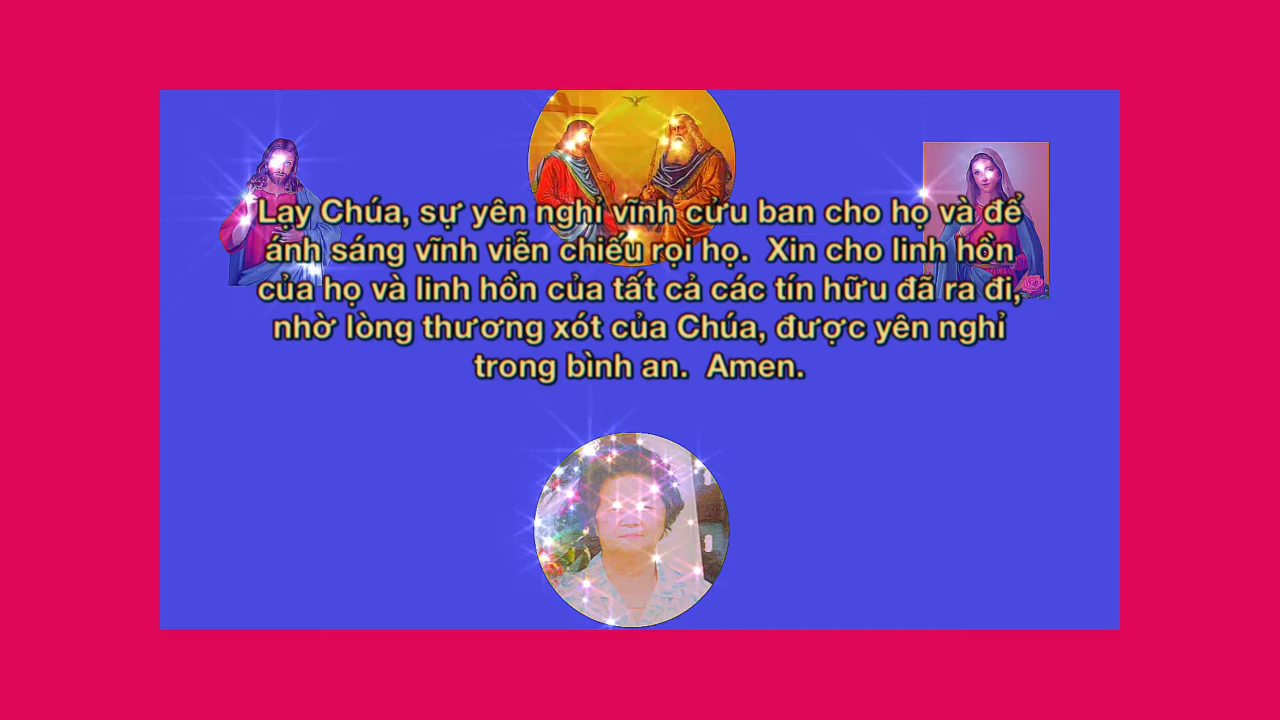 Lạy Chúa, sự yên nghỉ vĩnh cửu ban cho họ và để
ánh sáng vĩnh viễn chiếu rọi họ.  Xin cho linh hồn
của họ và linh hồn của tất cả các tín hữu đã ra đi,
nhờ lòng thương xót của Chúa, được yên nghỉ
trong bình an.  Amen.